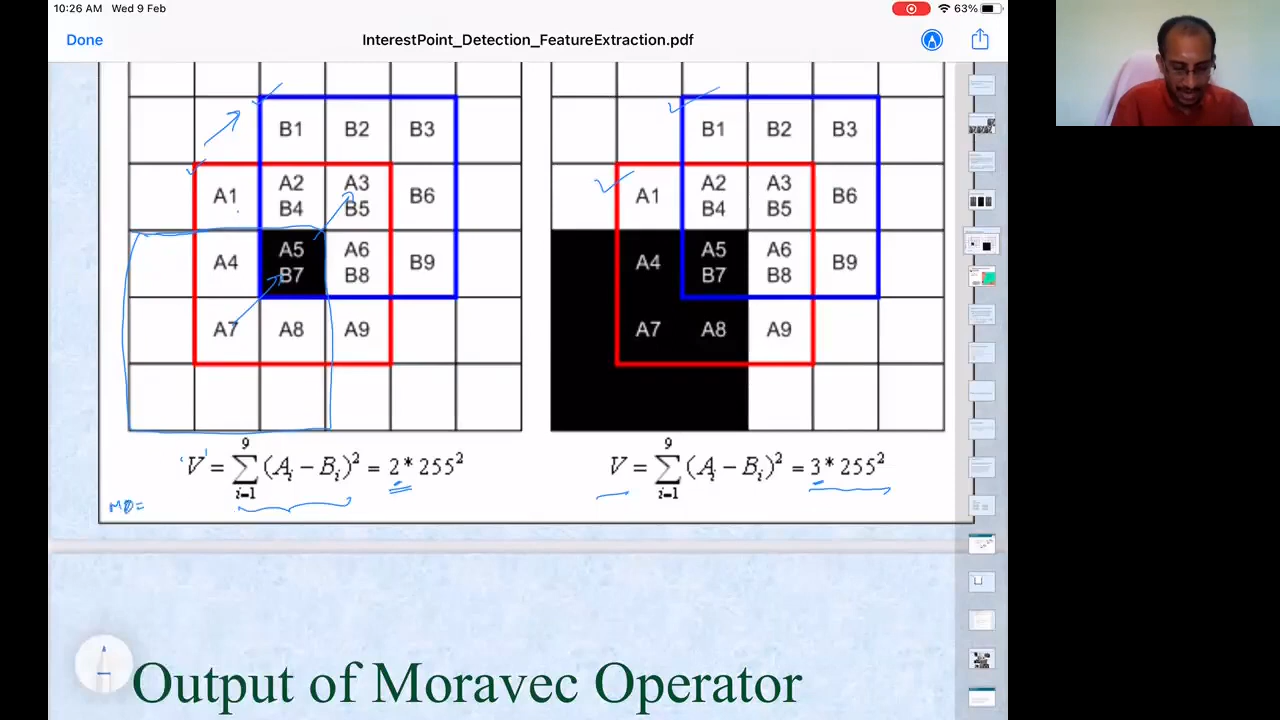 10:26 AM Wed 9 Feb
63%
Done
InterestPoint_Detection_FeatureExtraction.pdf
B1 B2 B3
A1 A2 B4 A3 B5 B6
A4 A5 B7 A6 B8 B9
A7 A8 A9
'V' = 9 ∑ i=1 (Ai − Bi)² = 2 * 255²
B1 B2 B3
A1 A2 B4 A3 B5 B6
A4 A5 B7 A6 B8 B9
A7 A8 A9
V = 9 ∑ i=1 (Ai − Bi)² = 3 * 255²
Output of Moravec Operator